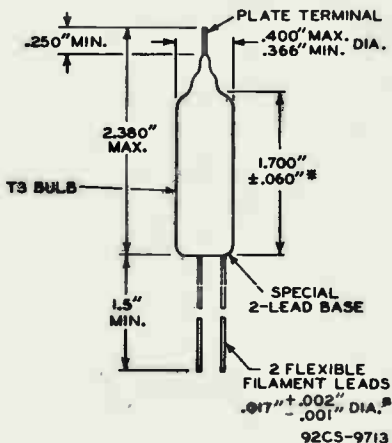 PLATE TERMINAL
.250" MIN.
.400" MAX.
.366" MIN. DIA.
2.380"
MAX.
1.700"
±.060"*
T3 BULB
SPECIAL
2-LEAD BASE
1.5"
MIN.
2 FLEXIBLE
FILAMENT LEADS
.017" +.002" -.001" DIA.
92CS-9713